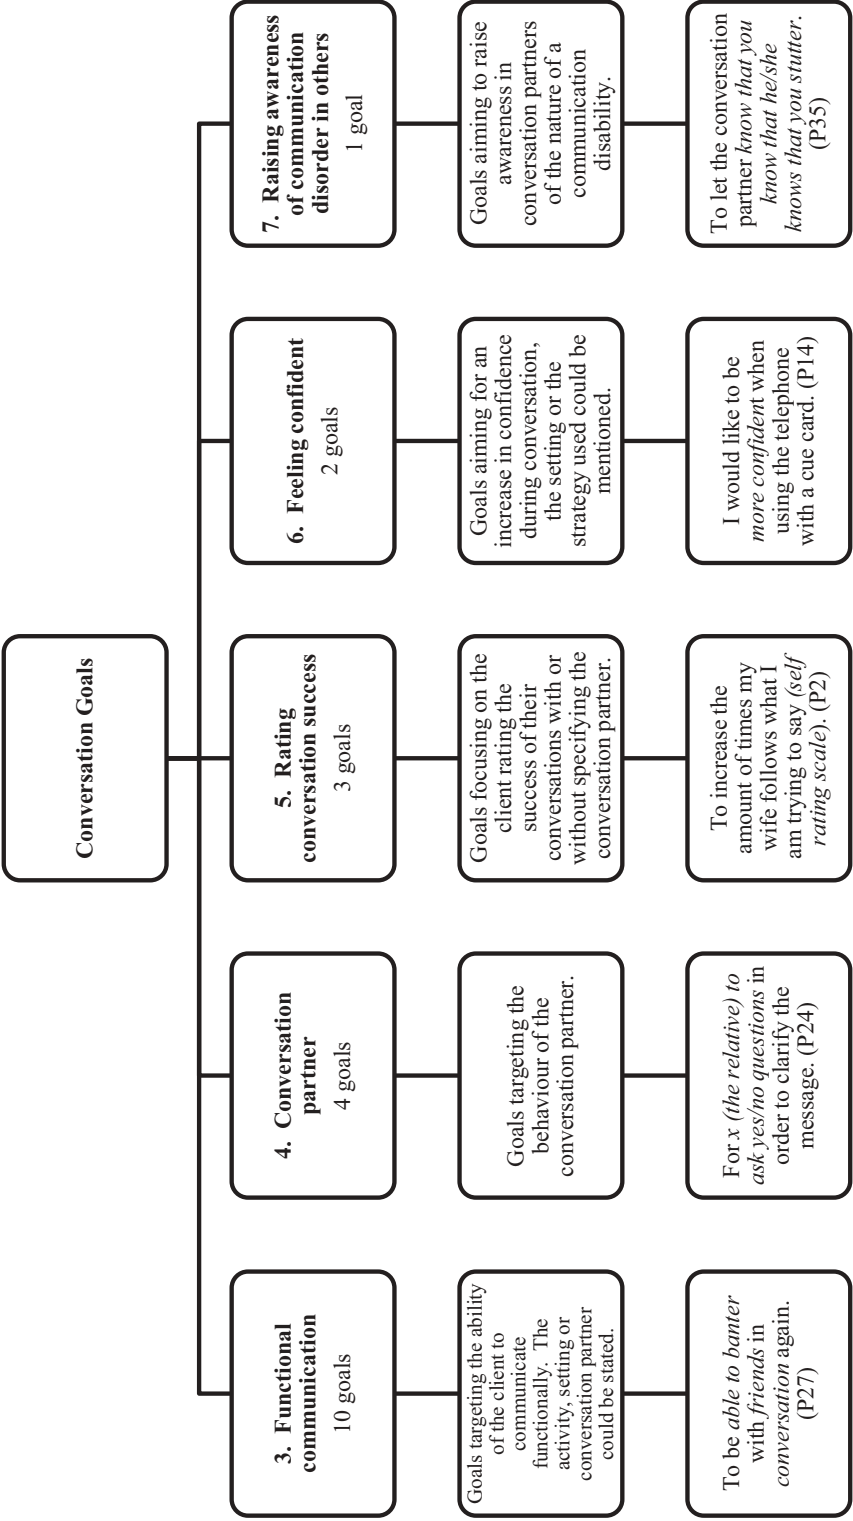 Conversation Goals
3. Functional
communication
10 goals
Goals targeting the ability
of the client to
communicate
functionally. The
activity, setting or
conversation partner
could be stated.
To be able to banter
with friends in
conversation again.
(P27)
4. Conversation
partner
4 goals
Goals targeting the
behaviour of the
conversation partner.
For x (the relative) to
ask yes/no questions in
order to clarify the
message. (P24)
5. Rating
conversation success
3 goals
Goals focusing on the
client rating the
success of their
conversations with or
without specifying the
conversation partner.
To increase the
amount of times my
wife follows what I
am trying to say (self
rating scale). (P2)
6. Feeling confident
2 goals
Goals aiming for an
increase in confidence
during conversation,
the setting or the
strategy used could be
mentioned.
I would like to be
more confident when
using the telephone
with a cue card. (P14)
7. Raising awareness
of communication
disorder in others
1 goal
Goals aiming to raise
awareness in
conversation partners
of the nature of a
communication
disability.
To let the conversation
partner know that you
know that he/she
knows that you stutter.
(P35)